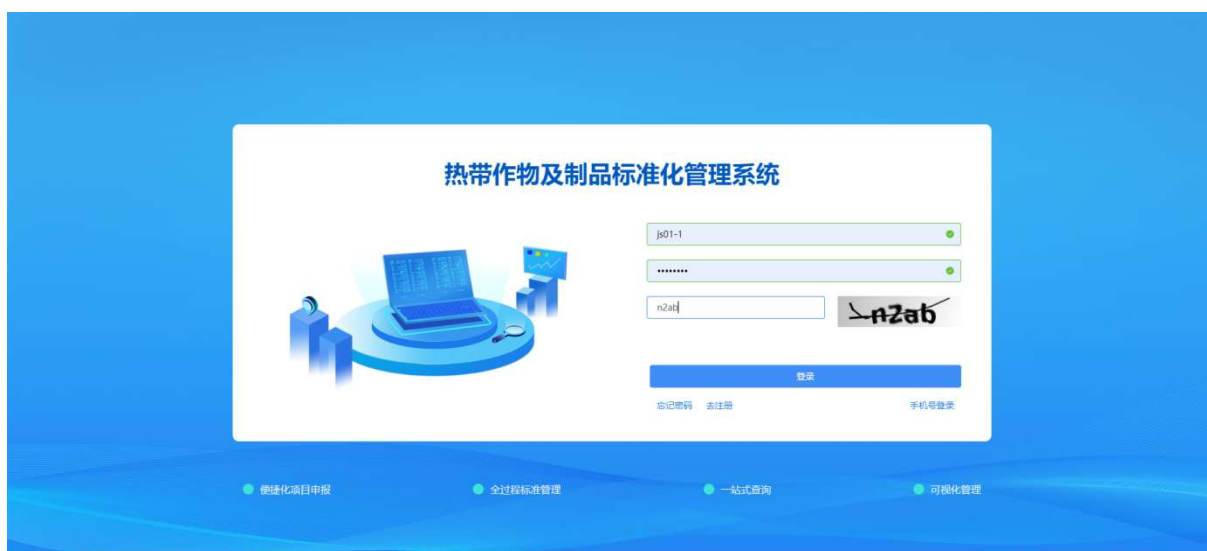 热带作物及制品标准化管理系统
js01-1
••••••••
n2ab
n2ab
登录
忘记密码 去注册 手机号登录
便捷化项目申报 全过程标准管理 一站式查询 可视化管理